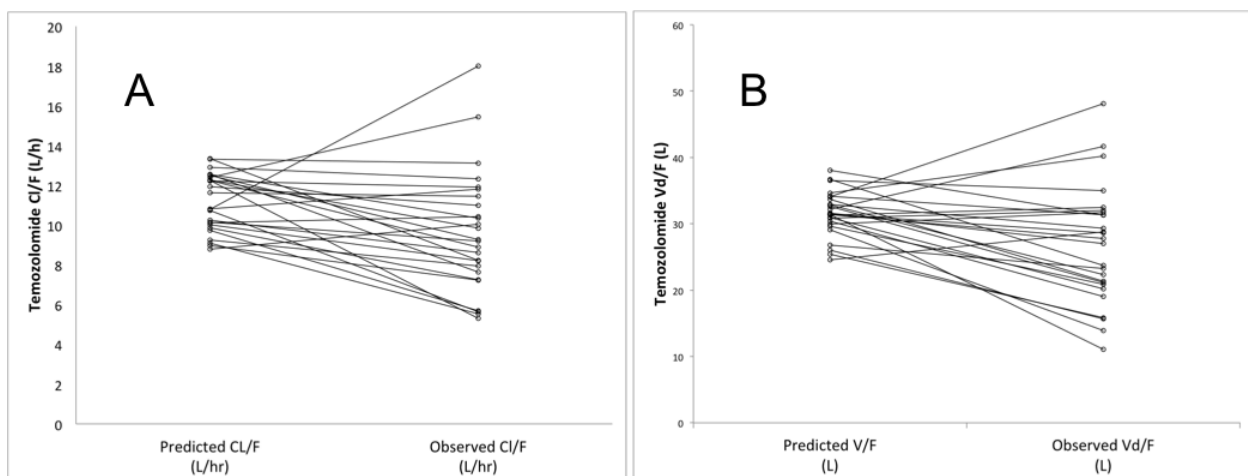 A
Temozolomide Cl/F (L/h)
20
18
16
14
12
10
8
6
4
2
0
Predicted CL/F
(L/hr)
Observed Cl/F
(L/hr)
B
Temozolomide Vd/F (L)
60
50
40
30
20
10
0
Predicted V/F
(L)
Observed Vd/F
(L)